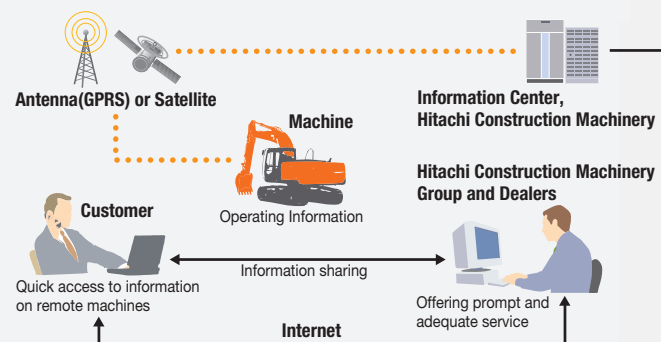 Antenna(GPRS) or Satellite
Information Center,
Hitachi Construction Machinery
Machine
Operating Information
Hitachi Construction Machinery
Group and Dealers
Customer
Information sharing
Quick access to information
on remote machines
Offering prompt and
adequate service
Internet